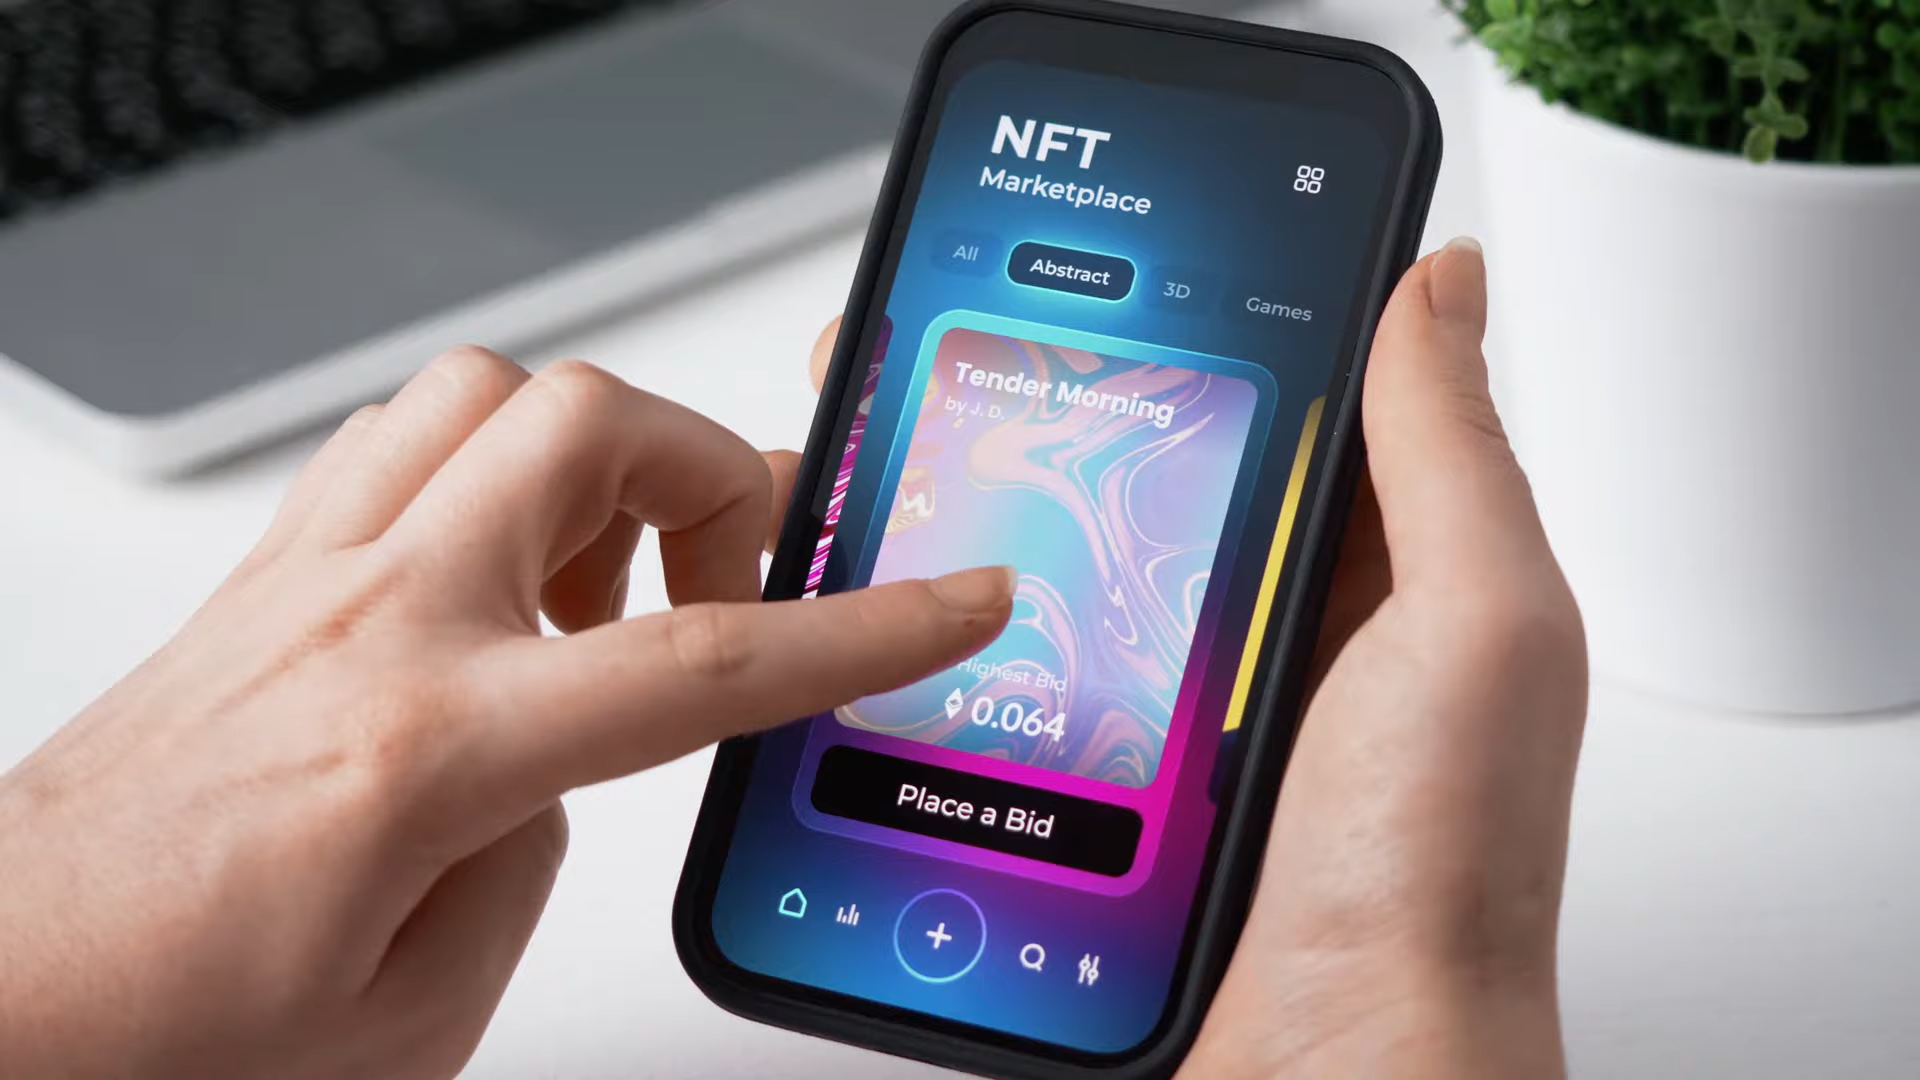 NFT
Marketplace
All
Abstract
3D
Games
Tender Morning
by J. D.
Highest Bid
0.064
Place a Bid